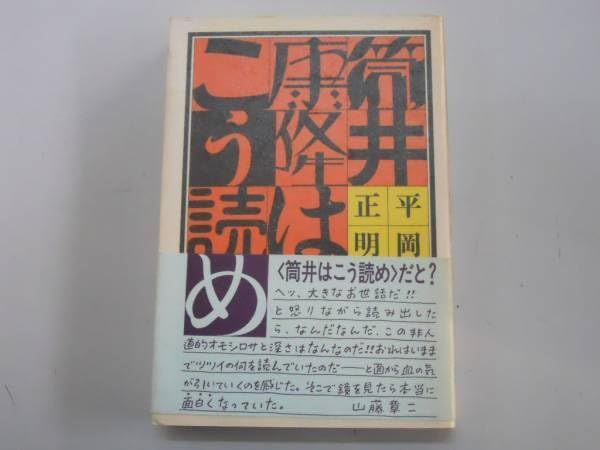 筒井
康隆は
こう読
め
平岡
正明
〈筒井はこう読め〉だと?
ヘッ、大きなお世話だ!!
と怒りながら読み出した
ら、なんだなんだ、この非人
道的オモシロサと深さはなんなのだ!!おれはいまま
でツツイの何を読んでいたのだ――と面から血の気
が引いていくのを感じた。そこで鏡を見たら本当に
面白くなっていた。
山藤章二